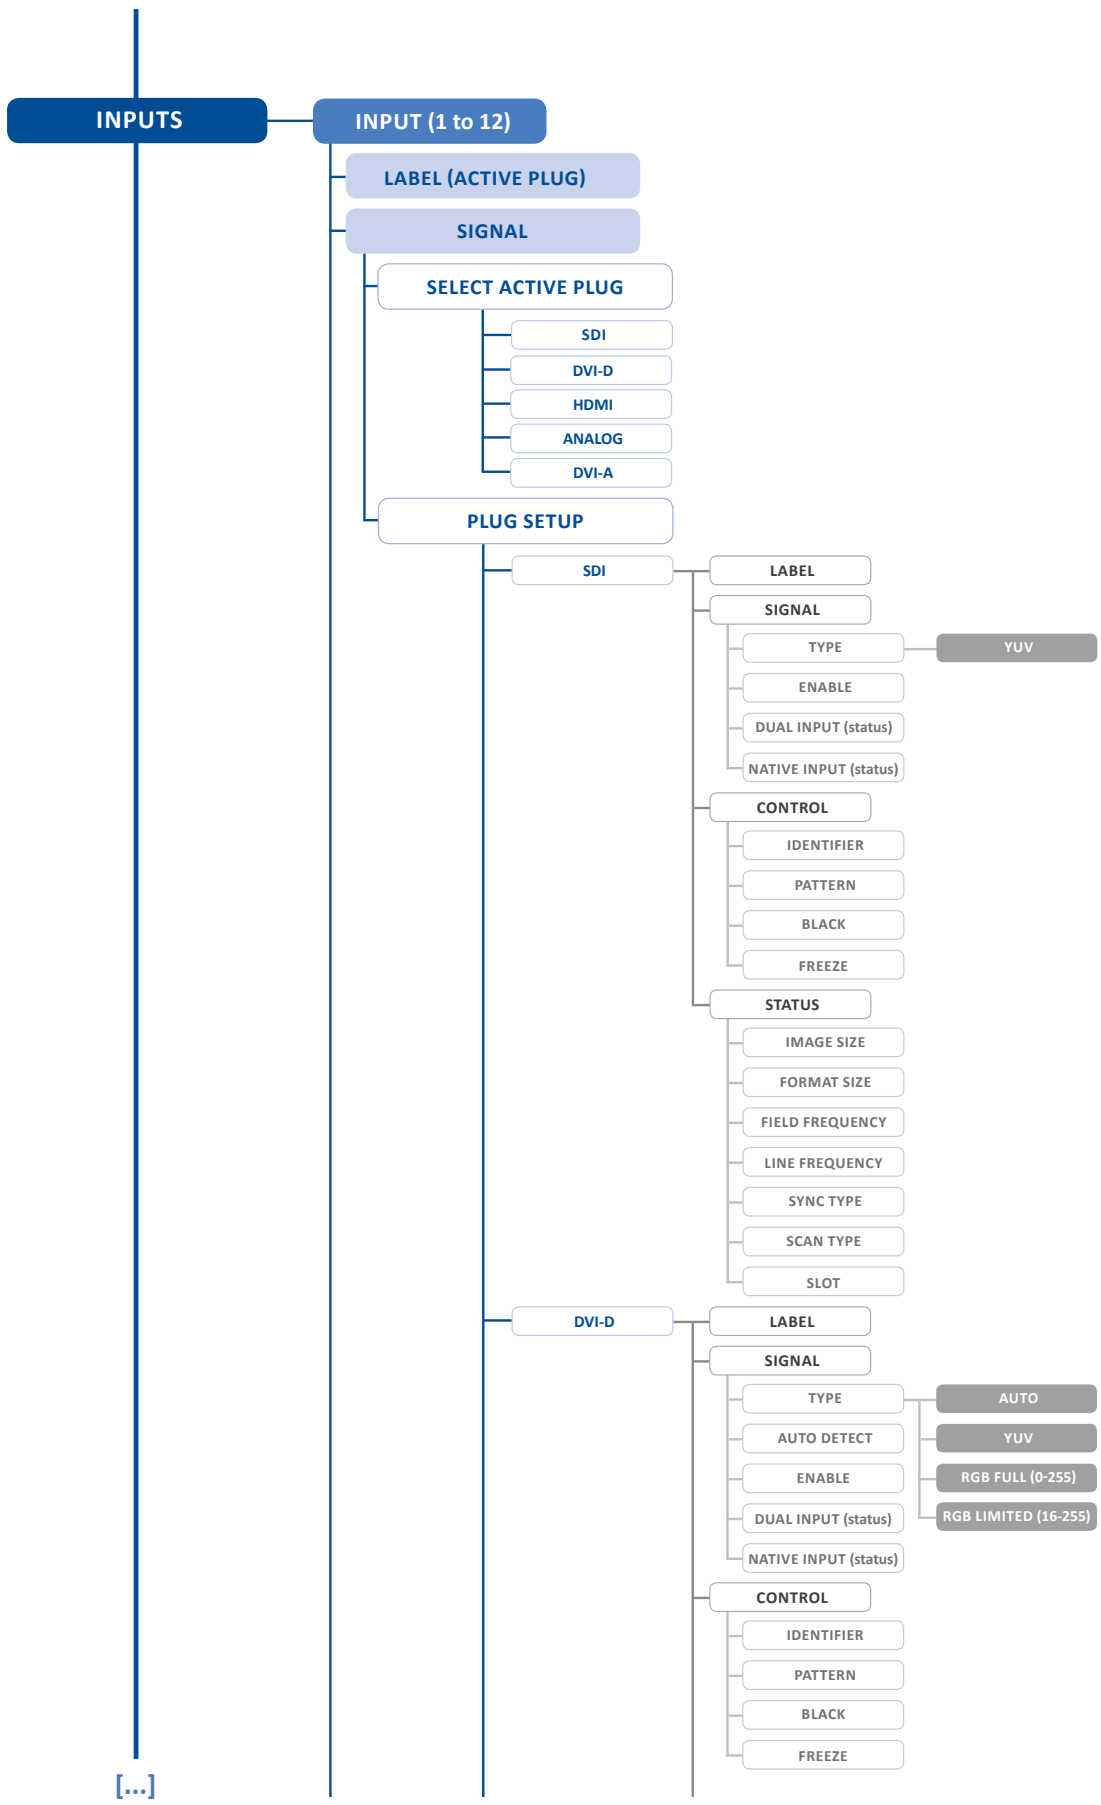 INPUTS
INPUT (1 to 12)
LABEL (ACTIVE PLUG)
SIGNAL
SELECT ACTIVE PLUG
SDI
DVI-D
HDMI
ANALOG
DVI-A
PLUG SETUP
SDI
LABEL
SIGNAL
TYPE
YUV
ENABLE
DUAL INPUT (status)
NATIVE INPUT (status)
CONTROL
IDENTIFIER
PATTERN
BLACK
FREEZE
STATUS
IMAGE SIZE
FORMAT SIZE
FIELD FREQUENCY
LINE FREQUENCY
SYNC TYPE
SCAN TYPE
SLOT
DVI-D
LABEL
SIGNAL
TYPE
AUTO
AUTO DETECT
YUV
ENABLE
RGB FULL (0-255)
DUAL INPUT (status)
RGB LIMITED (16-255)
NATIVE INPUT (status)
CONTROL
IDENTIFIER
PATTERN
BLACK
FREEZE
[...]